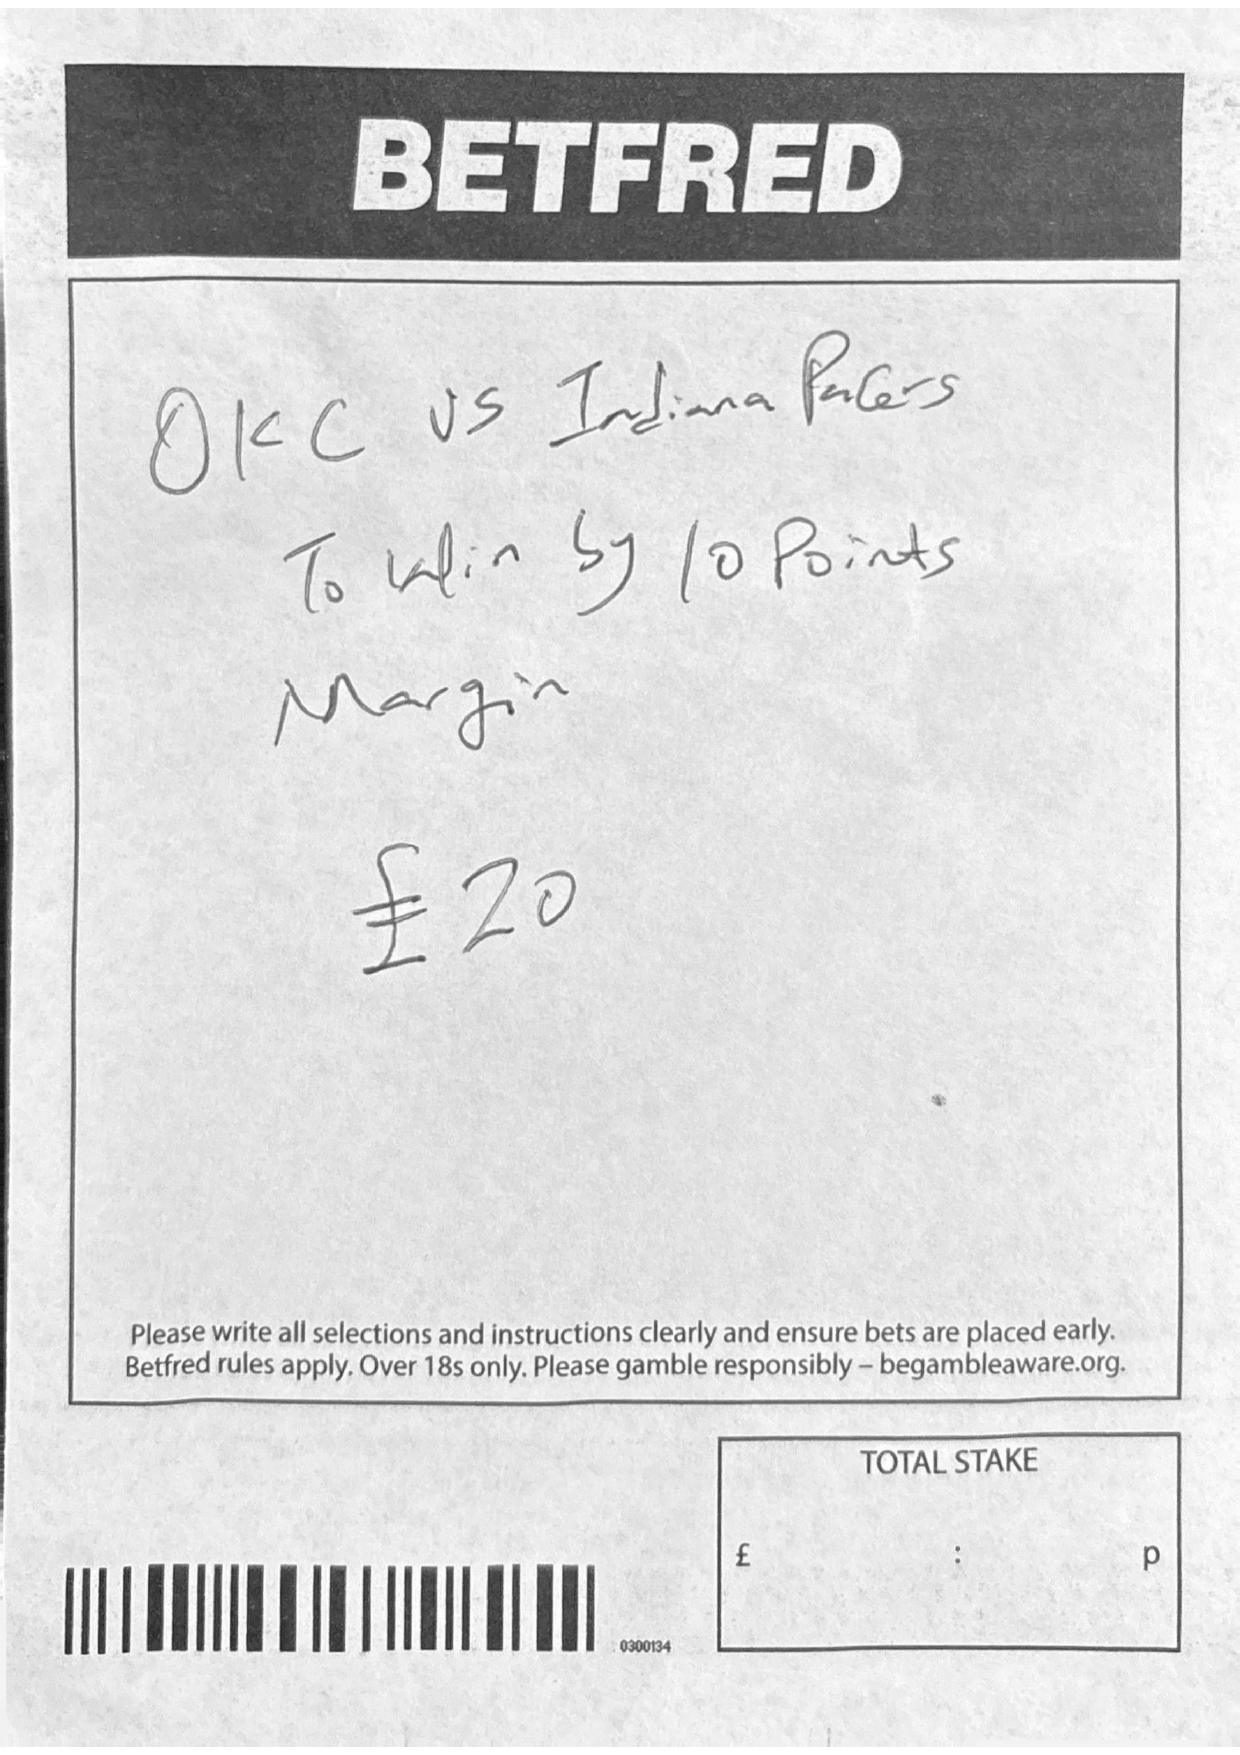 BETFRED
OKC vs Indiana Pacers
To Win by 10 Points
Margin
£20
Please write all selections and instructions clearly and ensure bets are placed early.
Betfred rules apply. Over 18s only. Please gamble responsibly – begambleaware.org.
TOTAL STAKE
£ : p
0300134